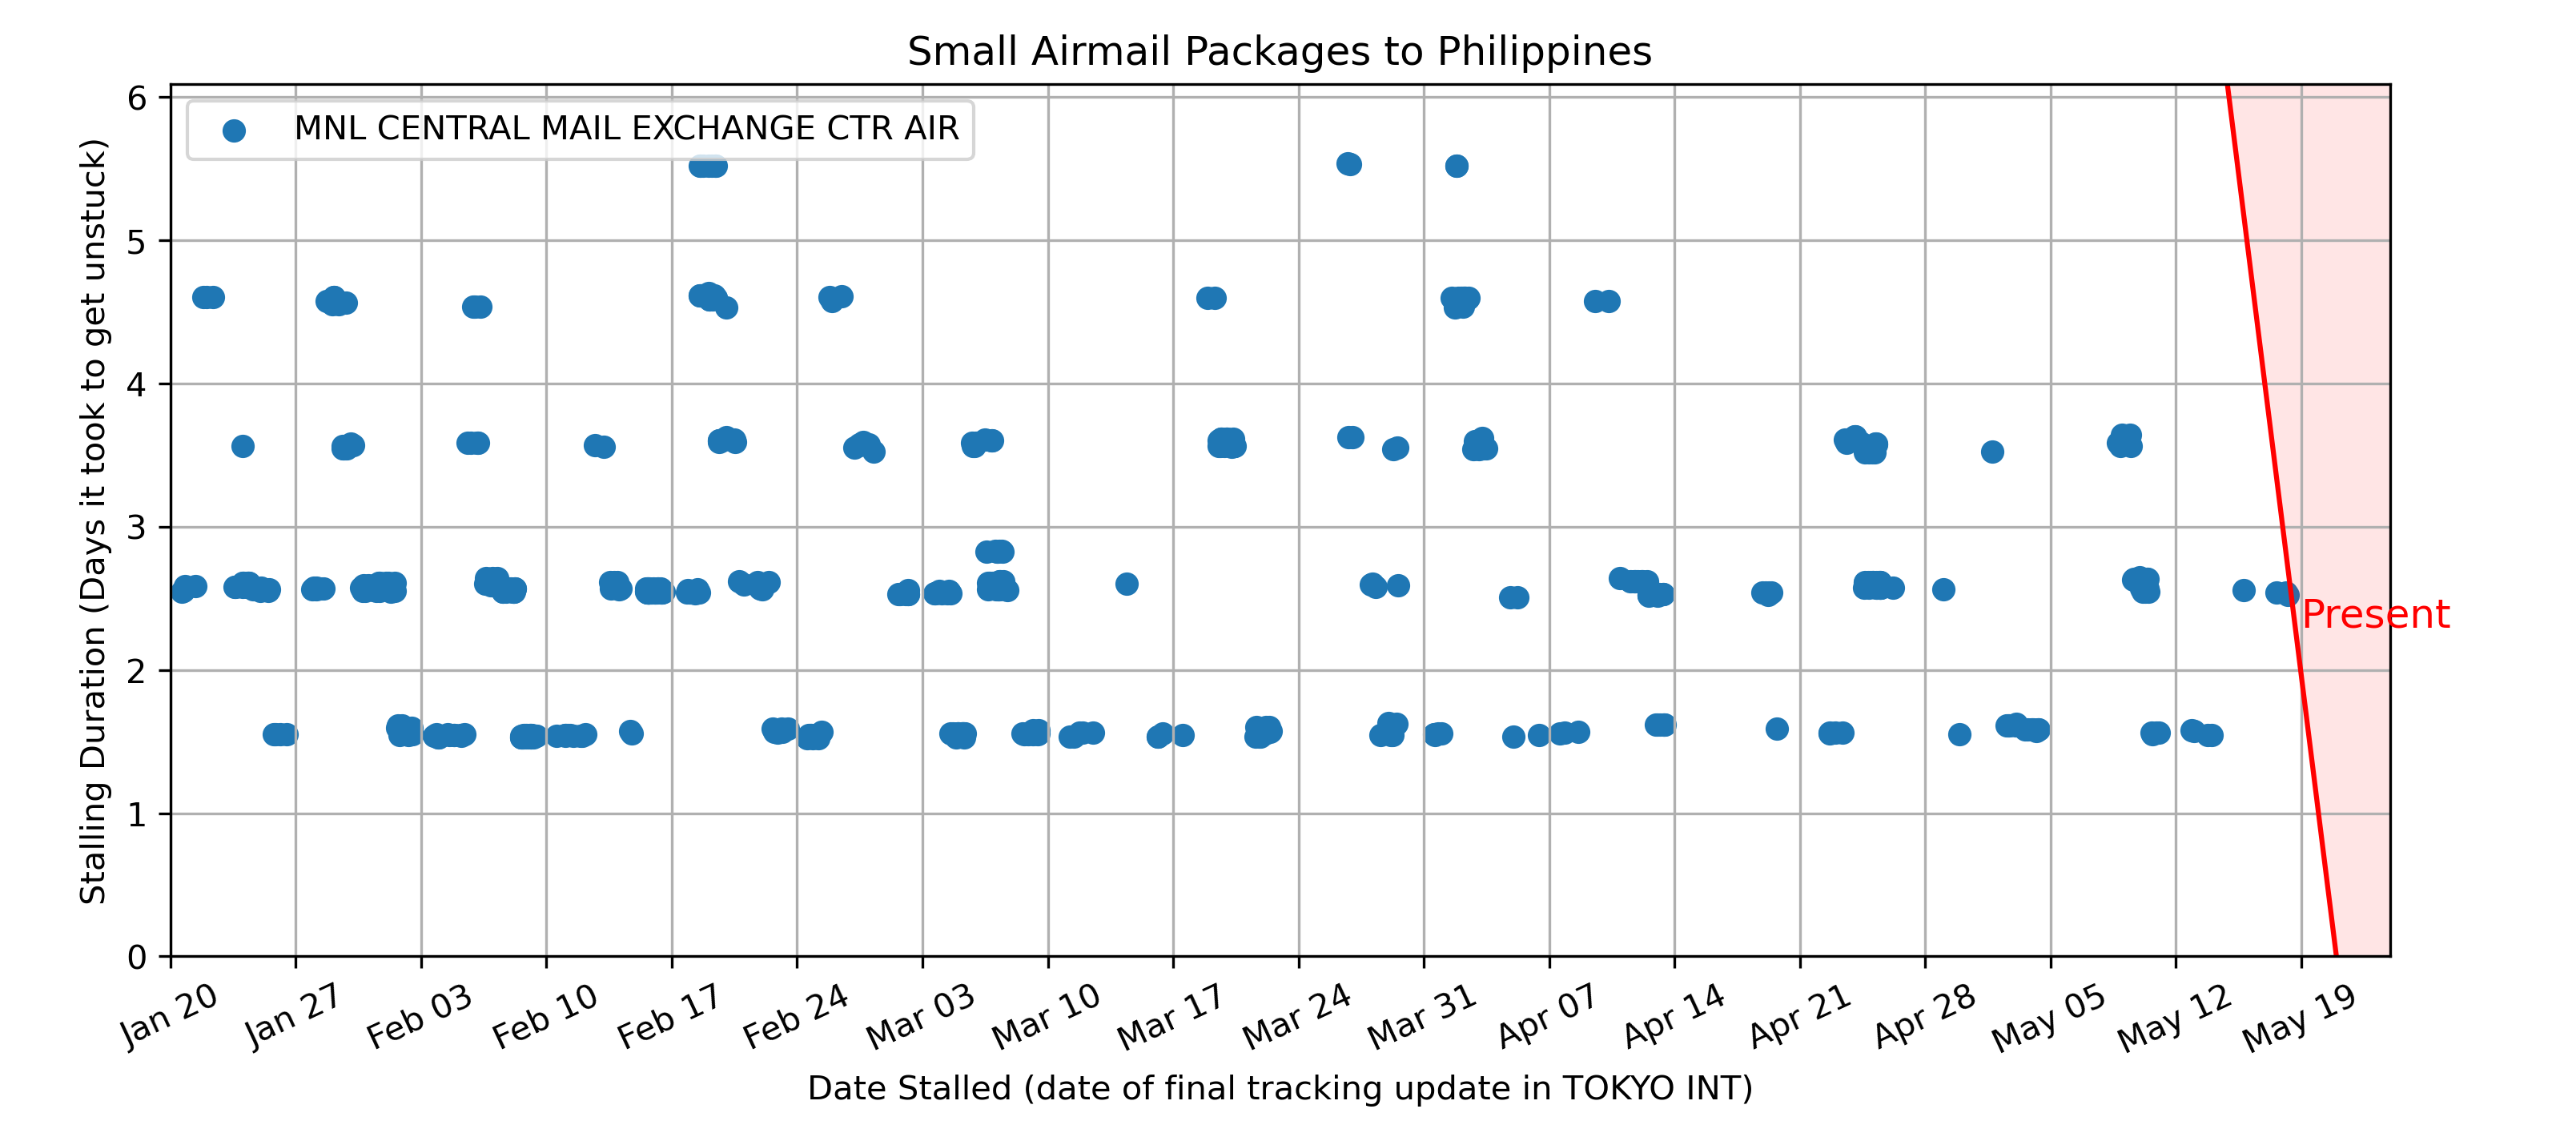 Small Airmail Packages to Philippines
MNL CENTRAL MAIL EXCHANGE CTR AIR
Stalling Duration (Days it took to get unstuck)
6
5
4
3
2
1
0
Present
Jan 20
Jan 27
Feb 03
Feb 10
Feb 17
Feb 24
Mar 03
Mar 10
Mar 17
Mar 24
Mar 31
Apr 07
Apr 14
Apr 21
Apr 28
May 05
May 12
May 19
Date Stalled (date of final tracking update in TOKYO INT)